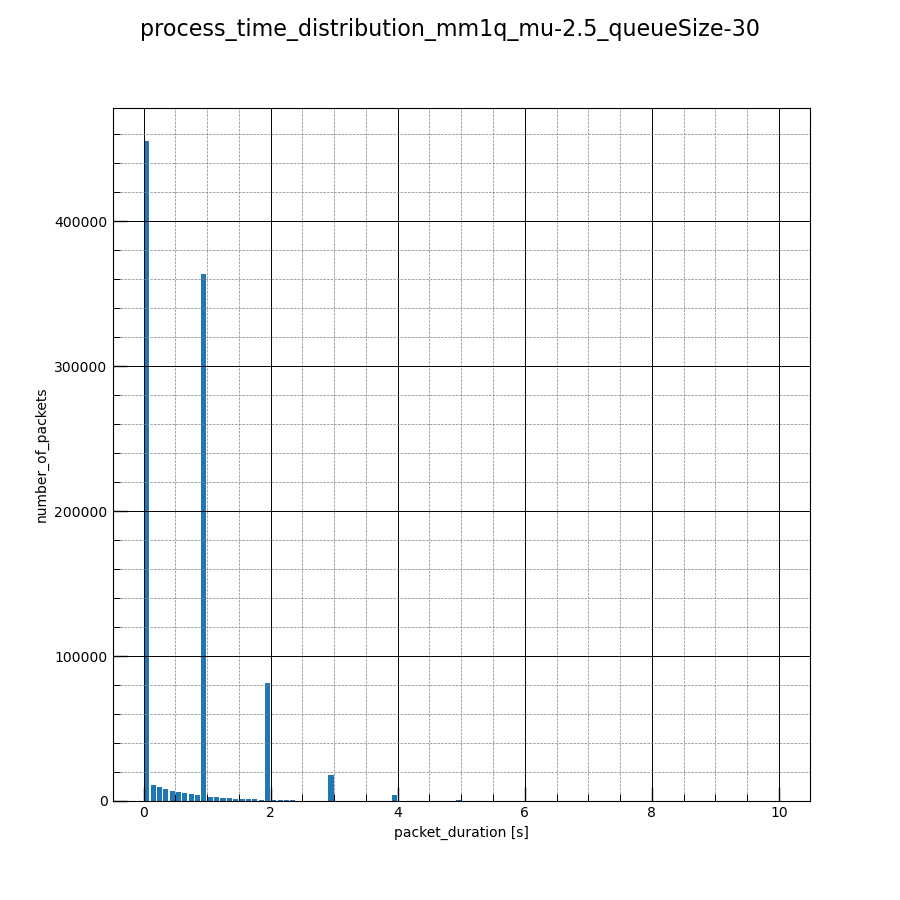 process_time_distribution_mm1q_mu-2.5_queueSize-30
number_of_packets
400000
300000
200000
100000
0
0 2 4 6 8 10
packet_duration [s]